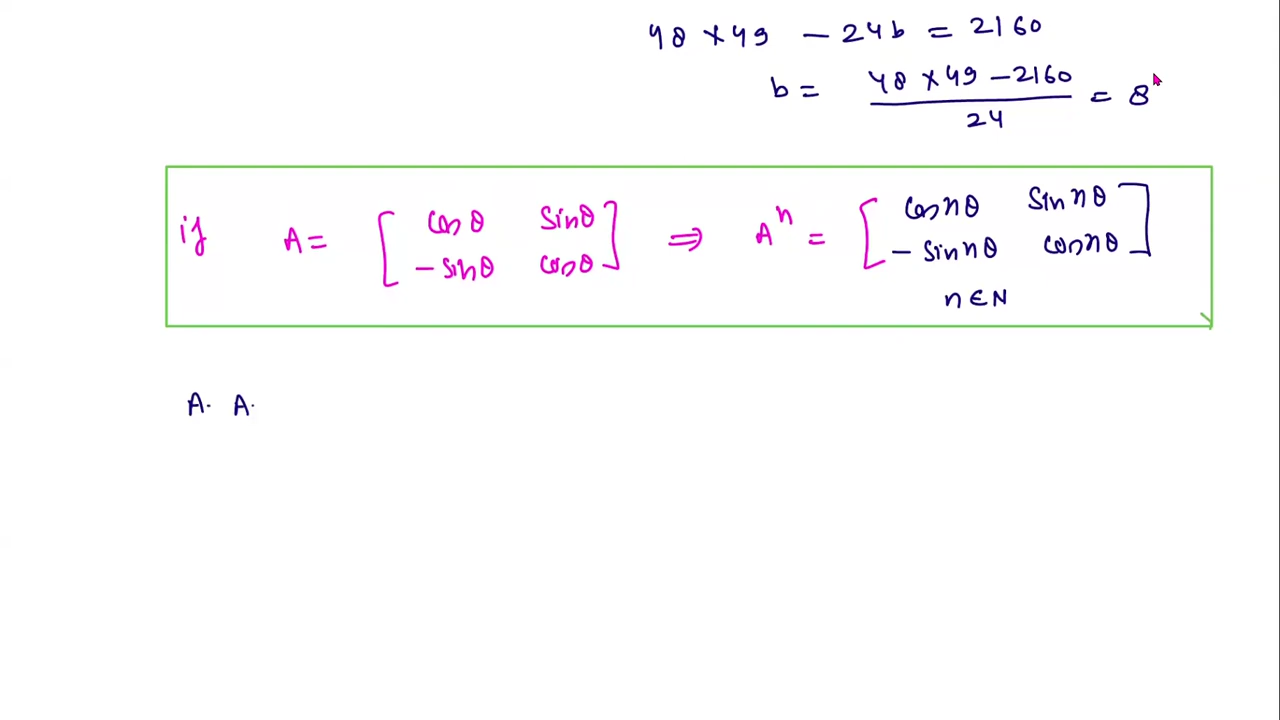 48 × 49 − 24b = 2160
b = (48 × 49 − 2160) / 24 = 8
if A = [cosθ sinθ; −sinθ cosθ] ⇒ Aⁿ = [cosnθ Sinnθ; −sinnθ cosnθ]
n∈N
A. A.